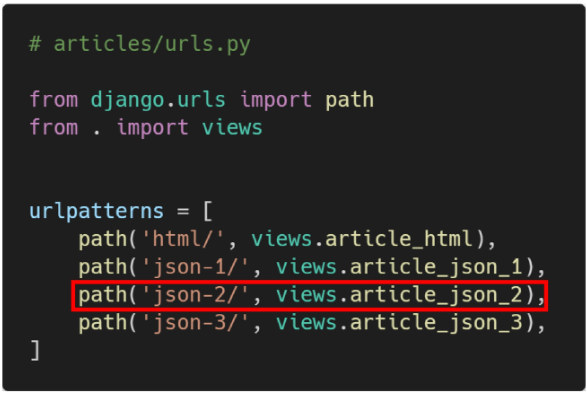 # articles/urls.py
from django.urls import path
from . import views
urlpatterns = [
path('html/', views.article_html),
path('json-1/', views.article_json_1),
path('json-2/', views.article_json_2),
path('json-3/', views.article_json_3),
]